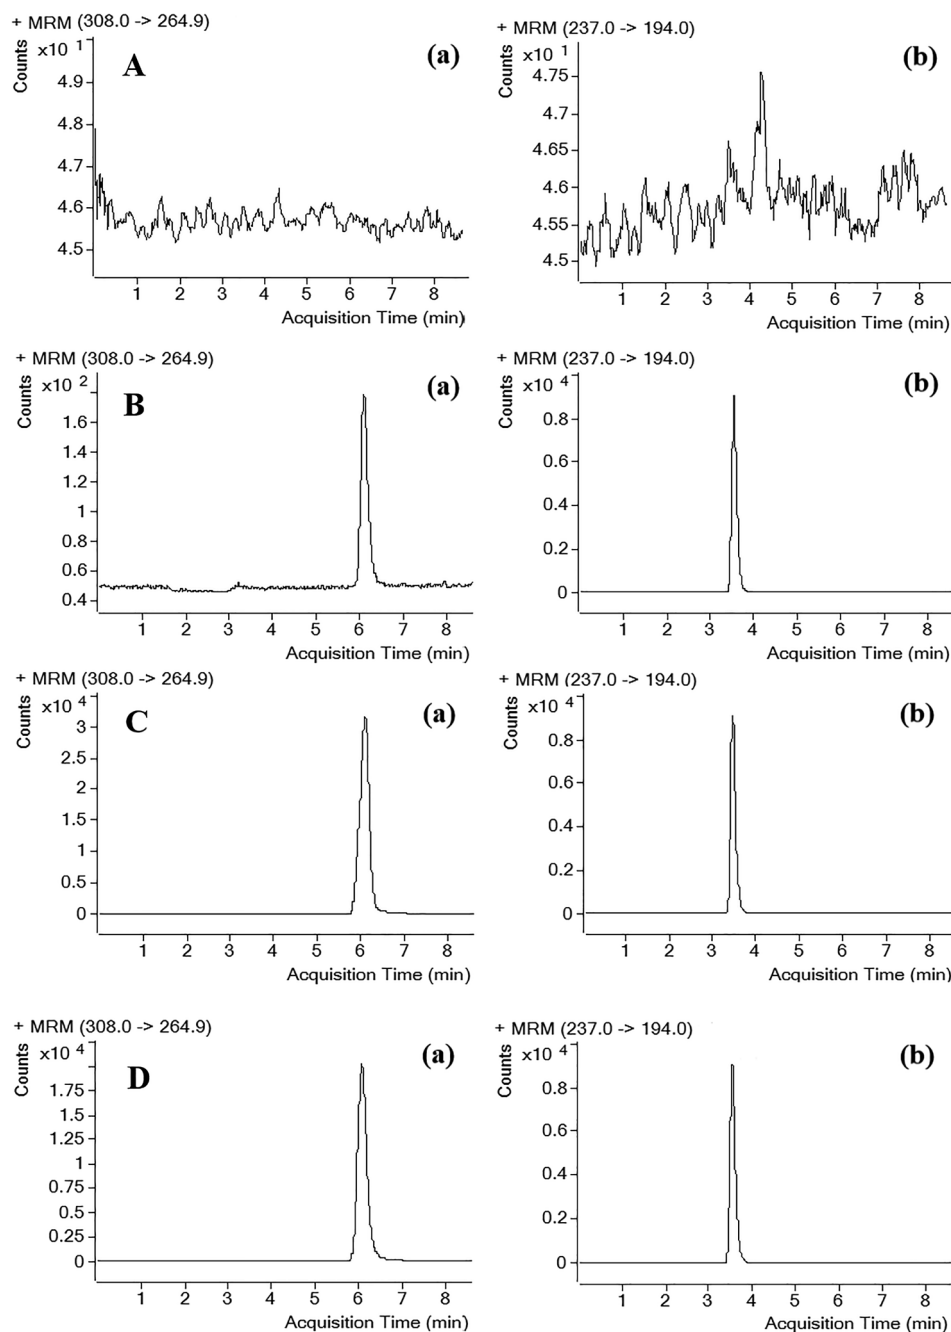 + MRM (308.0 -> 264.9)
Counts
x10 1
A
(a)
4.9
4.8
4.7
4.6
4.5
1 2 3 4 5 6 7 8
Acquisition Time (min)
+ MRM (237.0 -> 194.0)
Counts
x10 1
(b)
4.75
4.7
4.65
4.6
4.55
4.5
1 2 3 4 5 6 7 8
Acquisition Time (min)
+ MRM (308.0 -> 264.9)
Counts
x10 2
B
(a)
1.6
1.4
1.2
1
0.8
0.6
0.4
1 2 3 4 5 6 7 8
Acquisition Time (min)
+ MRM (237.0 -> 194.0)
Counts
x10 4
(b)
0.8
0.6
0.4
0.2
0
1 2 3 4 5 6 7 8
Acquisition Time (min)
+ MRM (308.0 -> 264.9)
Counts
x10 4
C
(a)
3
2.5
2
1.5
1
0.5
0
1 2 3 4 5 6 7 8
Acquisition Time (min)
+ MRM (237.0 -> 194.0)
Counts
x10 4
(b)
0.8
0.6
0.4
0.2
0
1 2 3 4 5 6 7 8
Acquisition Time (min)
+ MRM (308.0 -> 264.9)
Counts
x10 4
D
(a)
1.75
1.5
1.25
1
0.75
0.5
0.25
0
1 2 3 4 5 6 7 8
Acquisition Time (min)
+ MRM (237.0 -> 194.0)
Counts
x10 4
(b)
0.8
0.6
0.4
0.2
0
1 2 3 4 5 6 7 8
Acquisition Time (min)